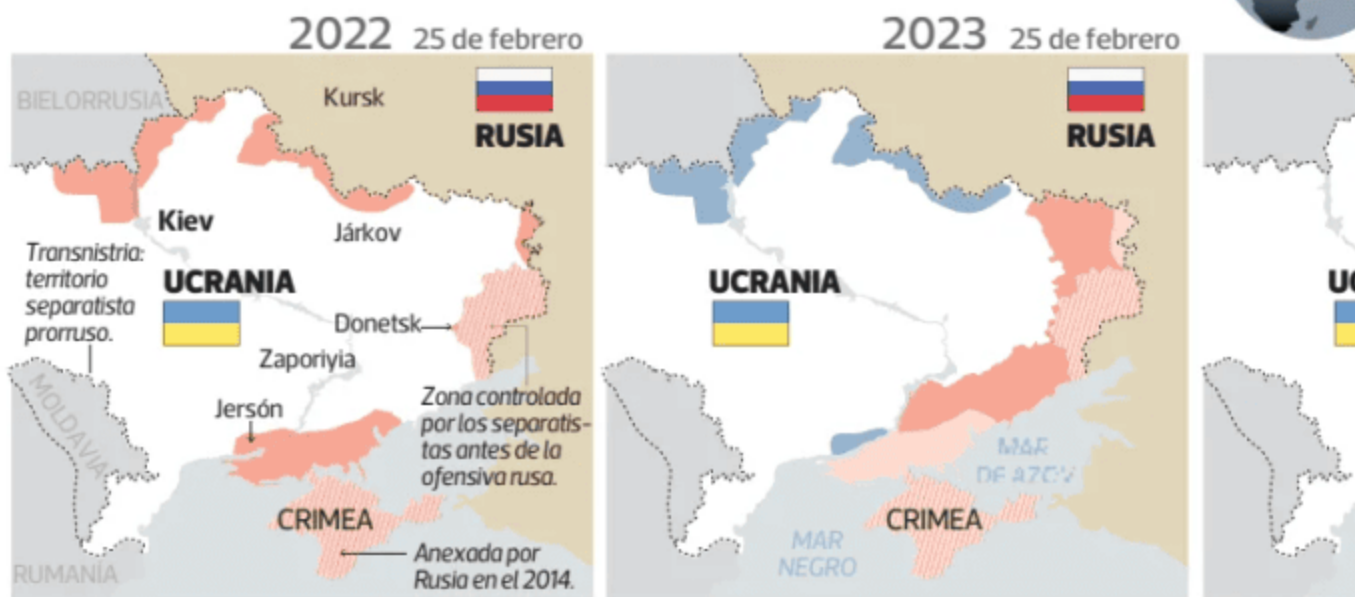 2022 25 de febrero
BIELORRUSIA
Kursk
RUSIA
Kiev
Járkov
Transnistria:
territorio
separatista
prorruso.
UCRANIA
Donetsk
Zaporiyia
MOLDAVIA
Jersón
Zona controlada
por los separatis-
tas antes de la
ofensiva rusa.
CRIMEA
Anexada por
Rusia en el 2014.
RUMANÍA
2023 25 de febrero
RUSIA
UCRANIA
MAR
DE AZOV
CRIMEA
MAR
NEGRO